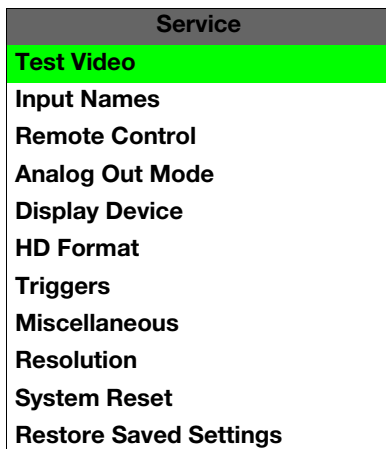 Service
Test Video
Input Names
Remote Control
Analog Out Mode
Display Device
HD Format
Triggers
Miscellaneous
Resolution
System Reset
Restore Saved Settings